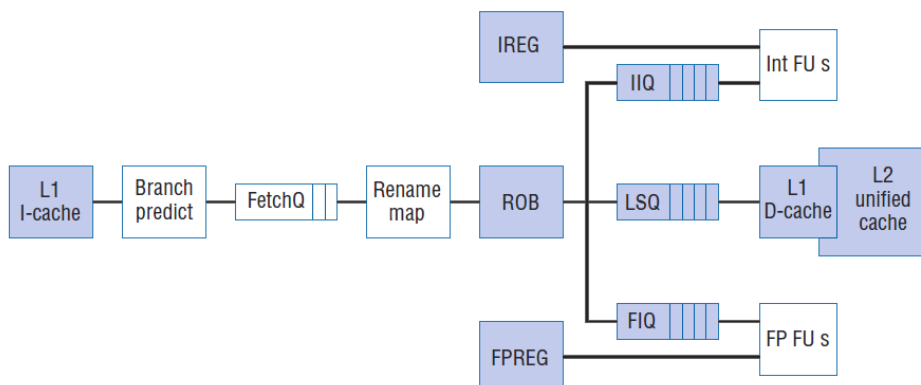 IREG
Int FU s
IIQ
L1
I-cache
Branch
predict
FetchQ
Rename
map
ROB
LSQ
L1
D-cache
L2
unified
cache
FIQ
FPREG
FP FU s